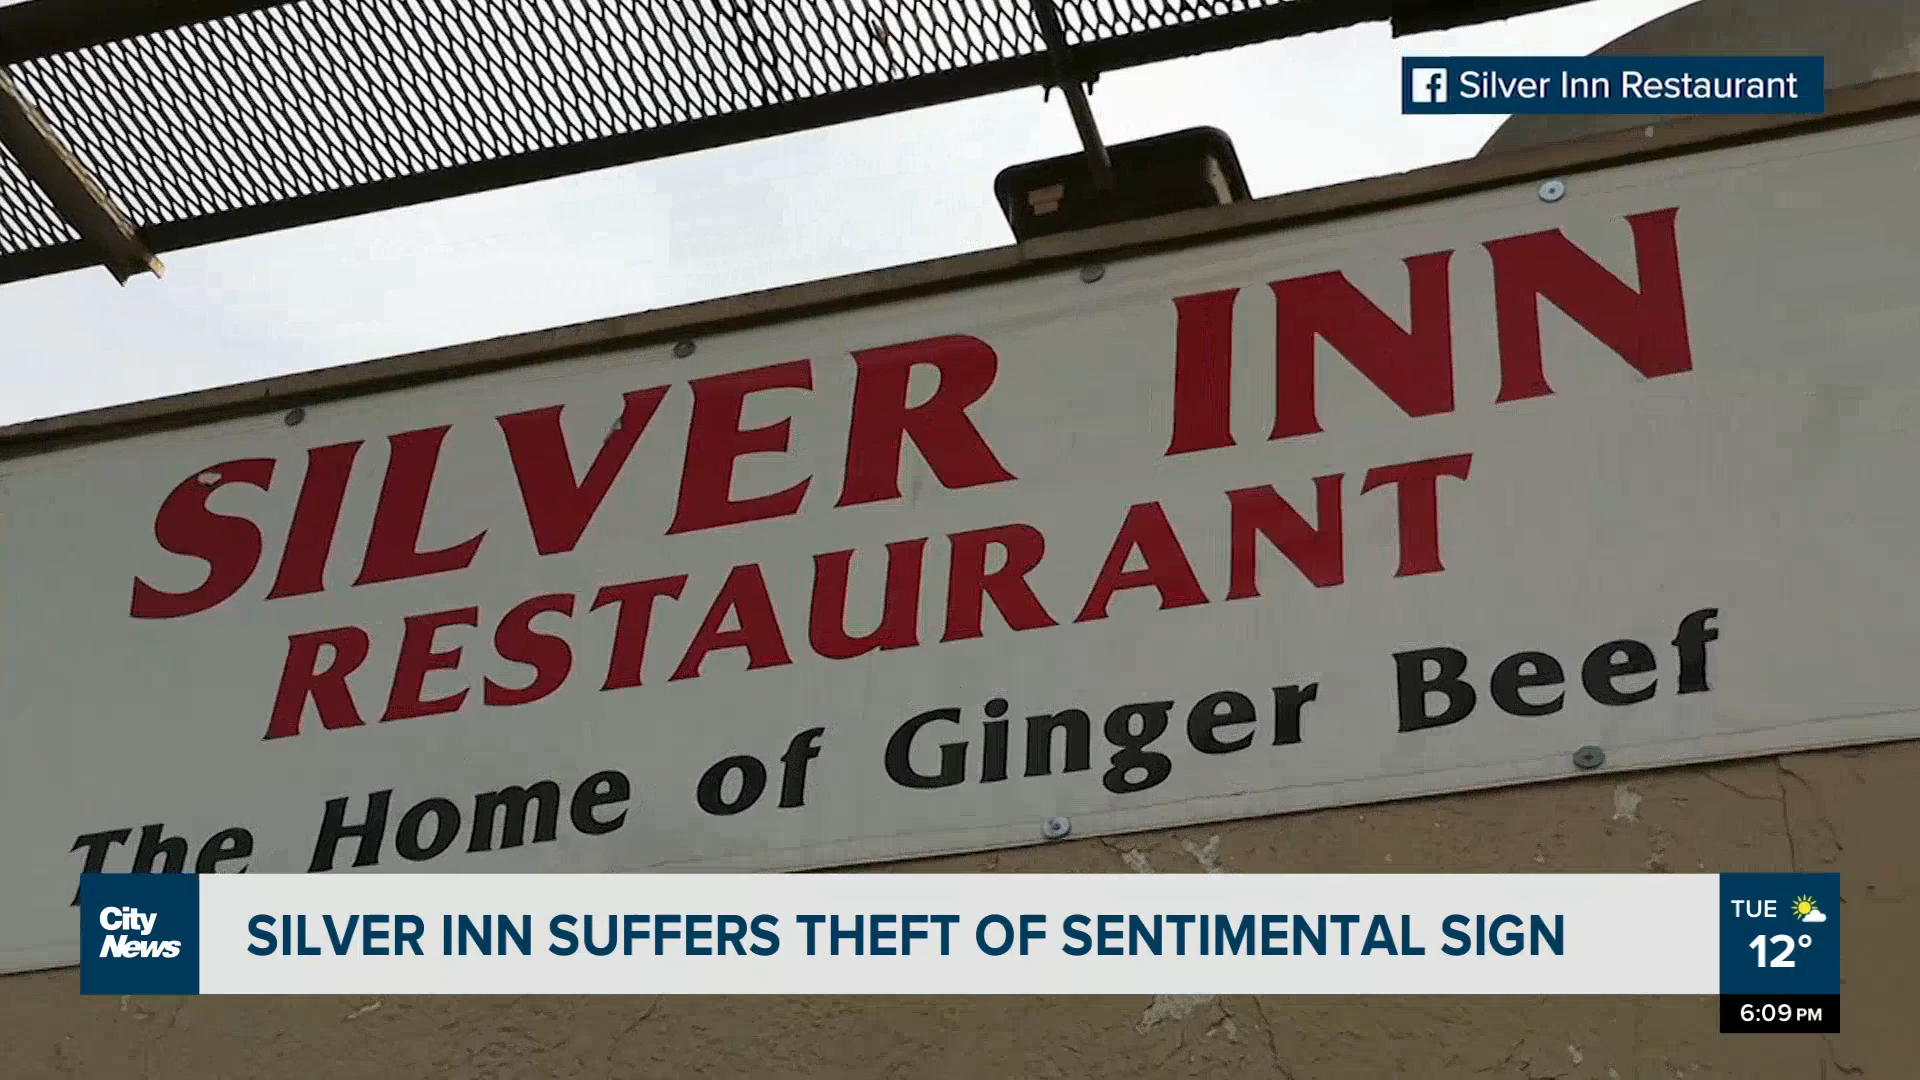 Silver Inn Restaurant
SILVER INN
RESTAURANT
The Home of Ginger Beef
City
News
SILVER INN SUFFERS THEFT OF SENTIMENTAL SIGN
TUE
12°
6:09 PM